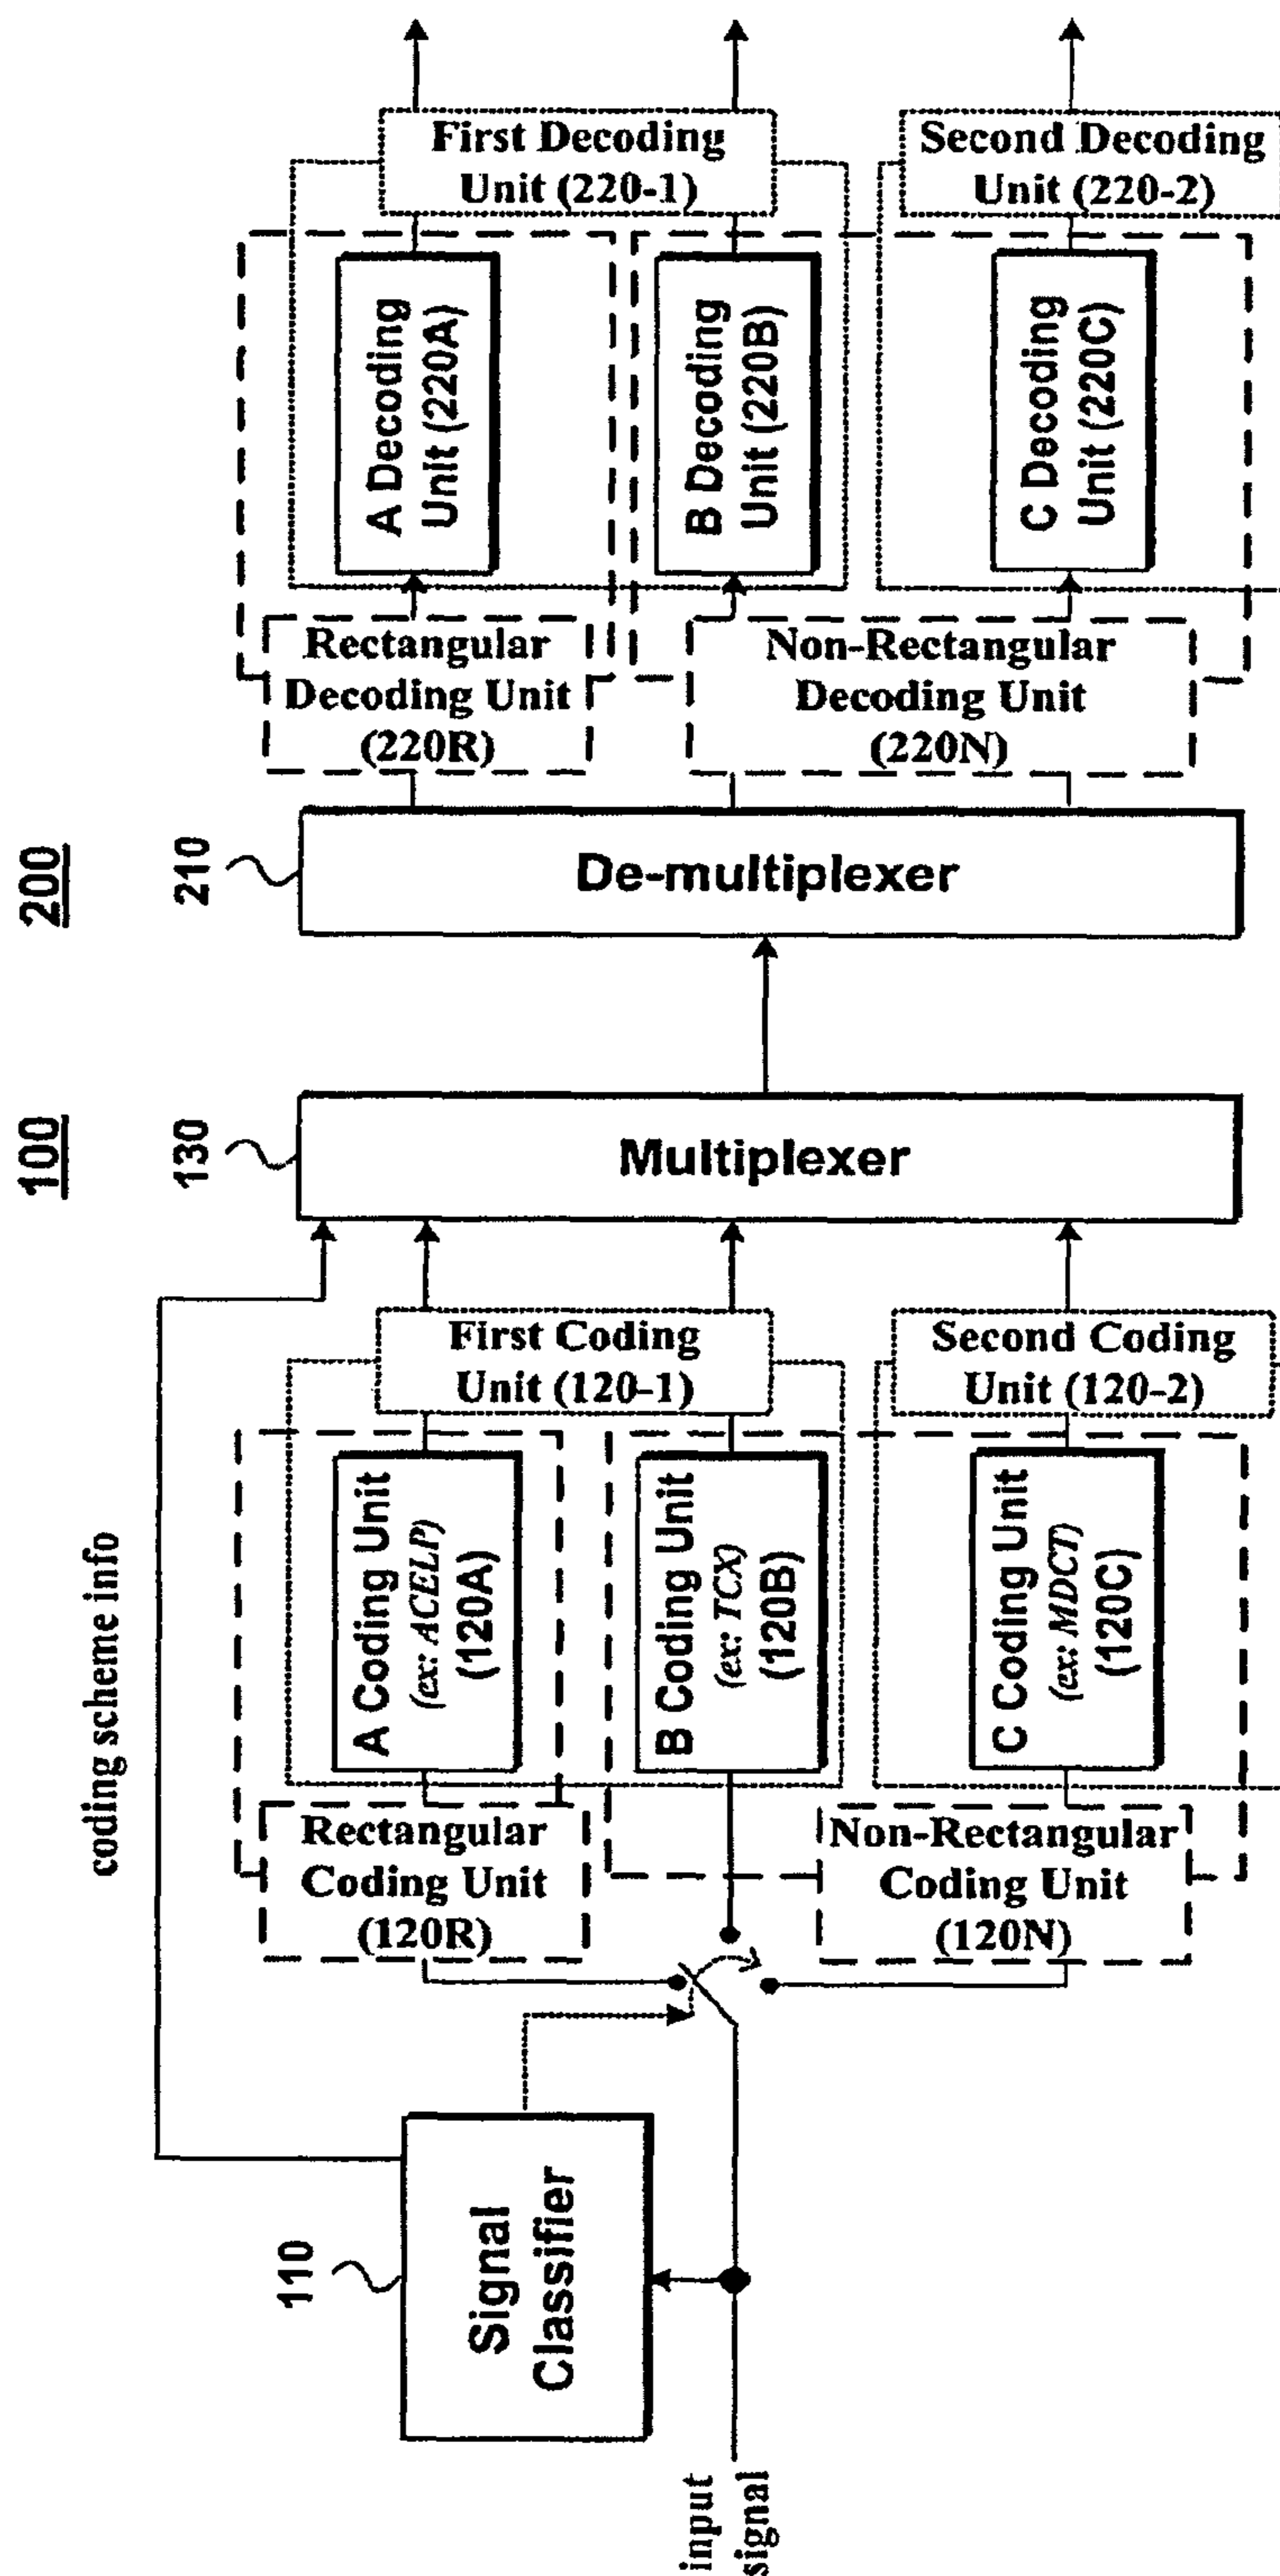 200
210
100
130
110
First Decoding
Unit (220-1)
Second Decoding
Unit (220-2)
A Decoding
Unit (220A)
B Decoding
Unit (220B)
C Decoding
Unit (220C)
Rectangular
Decoding Unit
(220R)
Non-Rectangular
Decoding Unit
(220N)
De-multiplexer
Multiplexer
coding scheme info
First Coding
Unit (120-1)
Second Coding
Unit (120-2)
A Coding Unit
(ex: ACELP)
(120A)
B Coding Unit
(ex: TCX)
(120B)
C Coding Unit
(ex: MDCT)
(120C)
Rectangular
Coding Unit
(120R)
Non-Rectangular
Coding Unit
(120N)
Signal
Classifier
input
signal